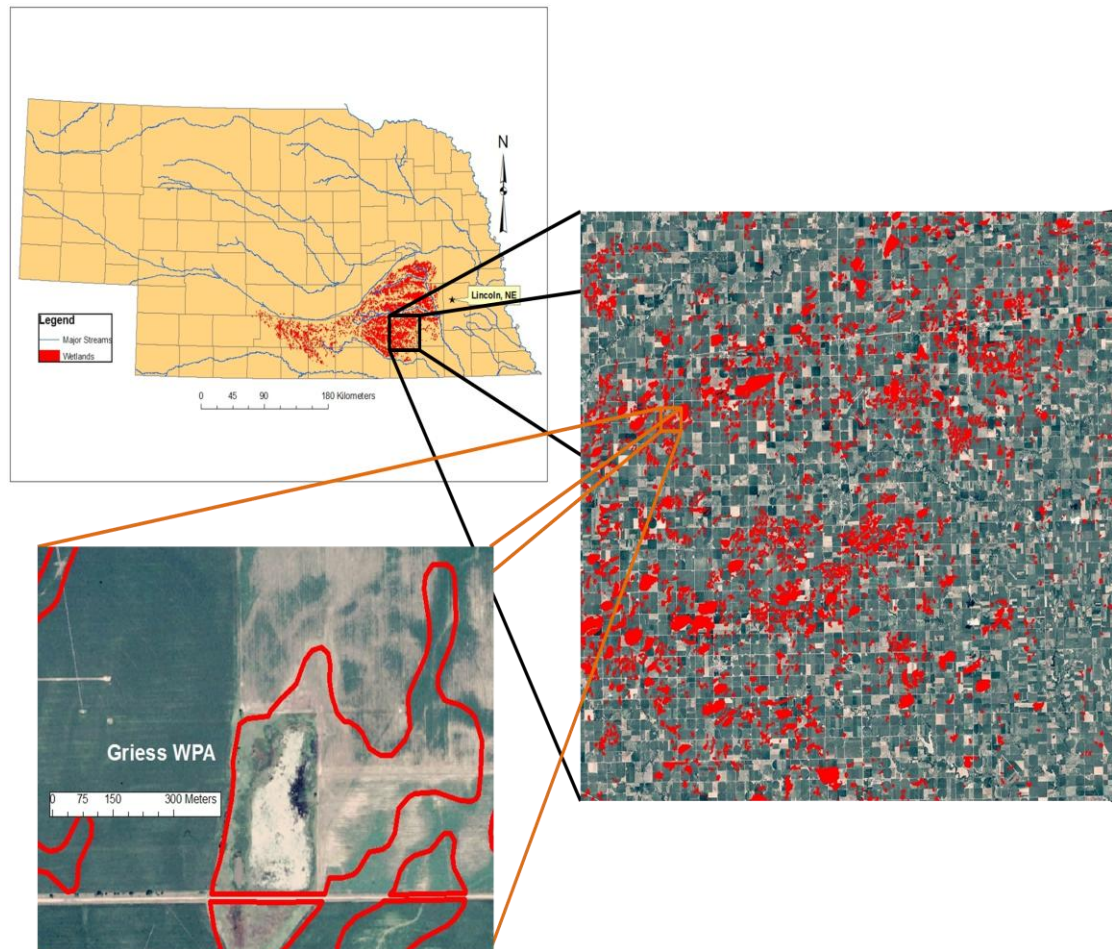 N
Lincoln, NE
Legend
Major Streams
Wetlands
0 45 90 180 Kilometers
Griess WPA
0 75 150 300 Meters